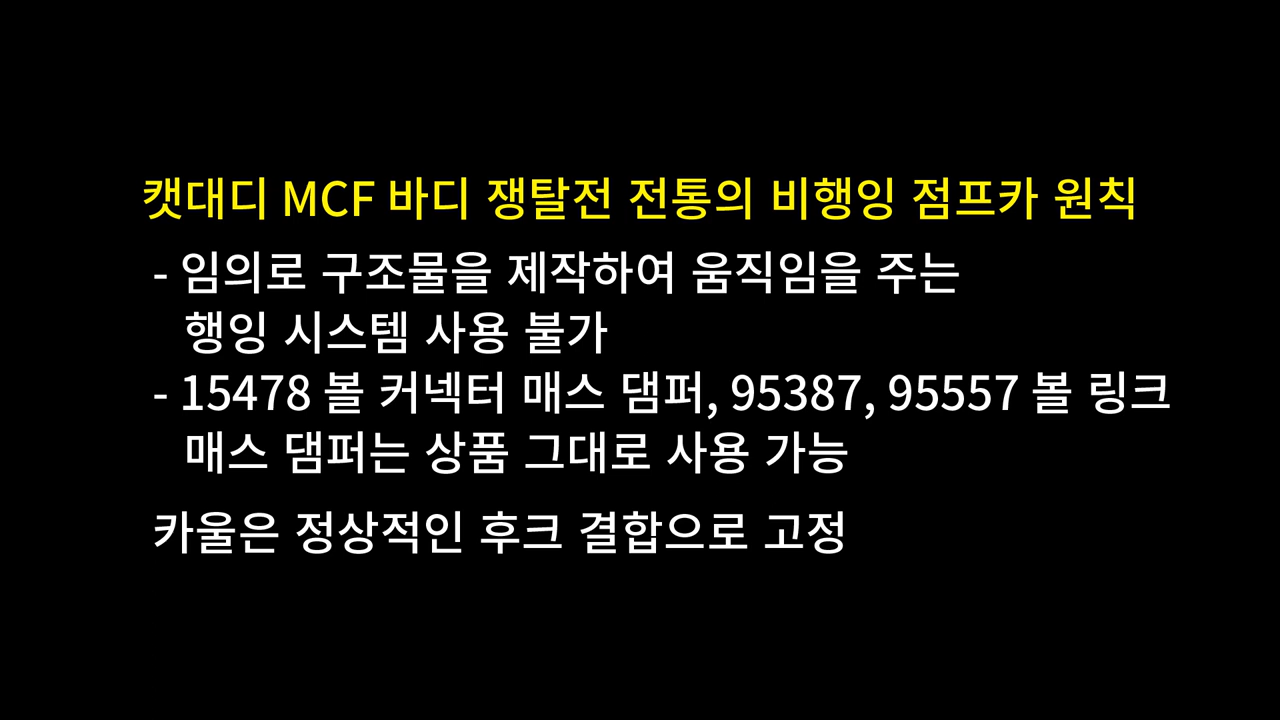 캣대디 MCF 바디 쟁탈전 전통의 비행잉 점프카 원칙
- 임의로 구조물을 제작하여 움직임을 주는
행잉 시스템 사용 불가
- 15478 볼 커넥터 매스 댐퍼, 95387, 95557 볼 링크
매스 댐퍼는 상품 그대로 사용 가능
카울은 정상적인 후크 결합으로 고정